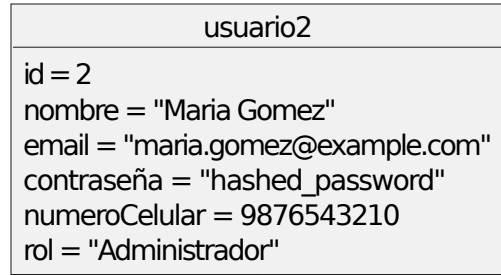 usuario2
id = 2
nombre = "Maria Gomez"
email = "maria.gomez@example.com"
contraseña = "hashed_password"
numeroCelular = 9876543210
rol = "Administrador"